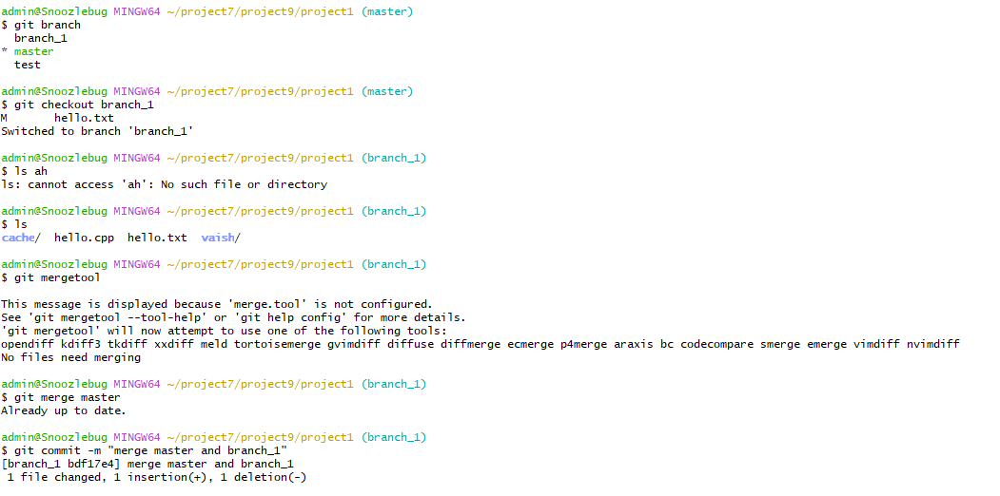 admin@Snoozlebug MINGW64 ~/project7/project9/project1 (master)
$ git branch
  branch_1
* master
  test

admin@Snoozlebug MINGW64 ~/project7/project9/project1 (master)
$ git checkout branch_1
M       hello.txt
Switched to branch 'branch_1'

admin@Snoozlebug MINGW64 ~/project7/project9/project1 (branch_1)
$ ls ah
ls: cannot access 'ah': No such file or directory

admin@Snoozlebug MINGW64 ~/project7/project9/project1 (branch_1)
$ ls
cache/  hello.cpp  hello.txt  vaish/

admin@Snoozlebug MINGW64 ~/project7/project9/project1 (branch_1)
$ git mergetool

This message is displayed because 'merge.tool' is not configured.
See 'git mergetool --tool-help' or 'git help config' for more details.
'git mergetool' will now attempt to use one of the following tools:
opendiff kdiff3 tkdiff xxdiff meld tortoisemerge gvimdiff diffuse diffmerge ecmerge p4merge araxis bc codecompare smerge emerge vimdiff nvimdiff
No files need merging

admin@Snoozlebug MINGW64 ~/project7/project9/project1 (branch_1)
$ git merge master
Already up to date.

admin@Snoozlebug MINGW64 ~/project7/project9/project1 (branch_1)
$ git commit -m "merge master and branch_1"
[branch_1 bdf17e4] merge master and branch_1
 1 file changed, 1 insertion(+), 1 deletion(-)